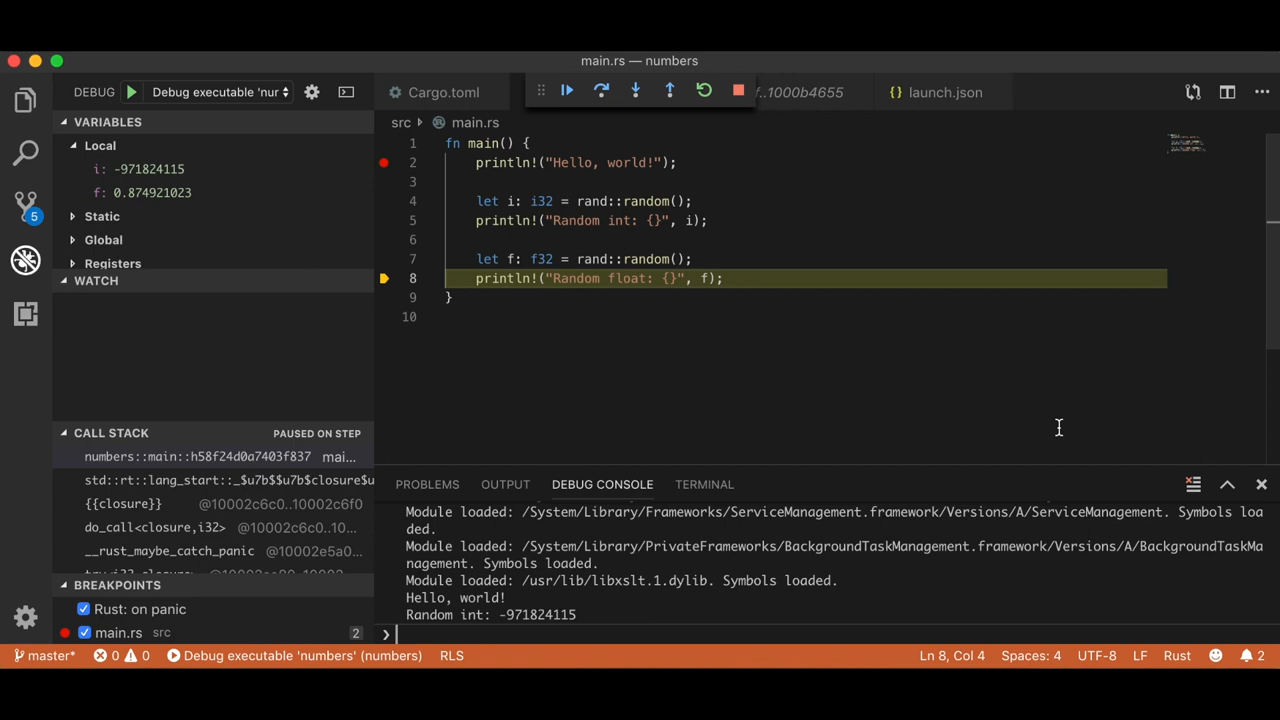 main.rs — numbers
DEBUG Debug executable 'nur
Cargo.toml
f..1000b4655
{} launch.json
VARIABLES
Local
i: -971824115
f: 0.874921023
Static
Global
Registers
WATCH
CALL STACK PAUSED ON STEP
numbers::main::h58f24d0a7403f837 mai...
std::rt::lang_start::_$u7b$$u7b$closure$u
{{closure}} @10002c6c0..10002c6f0
do_call<closure,i32> @10002c6c0..10...
__rust_maybe_catch_panic @10002e5a0...
BREAKPOINTS
Rust: on panic
main.rs src 2
5
src main.rs
1 fn main() {
2 println!("Hello, world!");
3
4 let i: i32 = rand::random();
5 println!("Random int: {}", i);
6
7 let f: f32 = rand::random();
8 println!("Random float: {}", f);
9 }
10
PROBLEMS OUTPUT DEBUG CONSOLE TERMINAL
Module loaded: /System/Library/Frameworks/ServiceManagement.framework/Versions/A/ServiceManagement. Symbols loa
ded.
Module loaded: /System/Library/PrivateFrameworks/BackgroundTaskManagement.framework/Versions/A/BackgroundTaskMa
nagement. Symbols loaded.
Module loaded: /usr/lib/libxslt.1.dylib. Symbols loaded.
Hello, world!
Random int: -971824115
master* 0 0 Debug executable 'numbers' (numbers) RLS Ln 8, Col 4 Spaces: 4 UTF-8 LF Rust 2